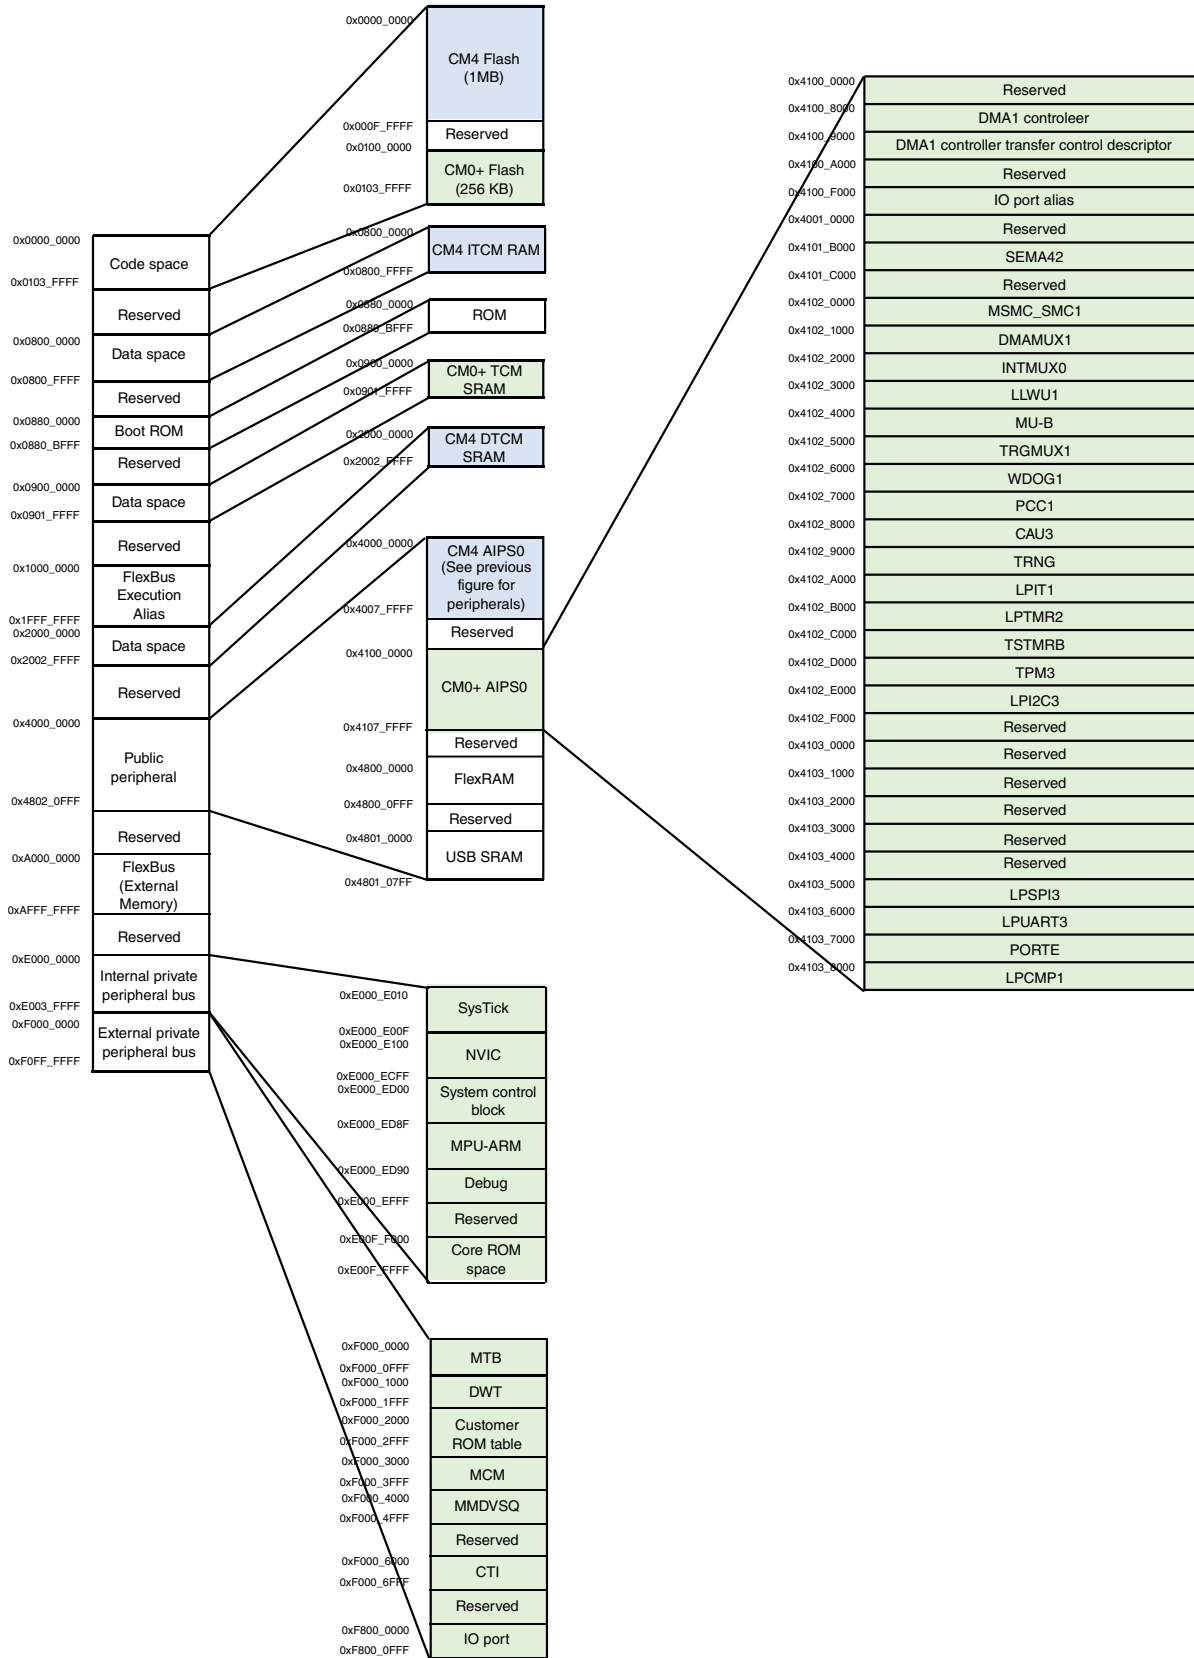 0x0000_0000
Code space
0x0103_FFFF
Reserved
0x0800_0000
Data space
0x0800_FFFF
Reserved
0x0880_0000
Boot ROM
0x0880_BFFF
Reserved
0x0900_0000
Data space
0x0901_FFFF
Reserved
0x1000_0000
FlexBus
Execution
Alias
0x1FFF_FFFF
0x2000_0000
Data space
0x2002_FFFF
Reserved
0x4000_0000
Public
peripheral
0x4802_0FFF
Reserved
0xA000_0000
FlexBus
(External
Memory)
0xAFFF_FFFF
Reserved
0xE000_0000
Internal private
peripheral bus
0xE003_FFFF
0xF000_0000
External private
peripheral bus
0xF0FF_FFFF
0x0000_0000
CM4 Flash
(1MB)
0x000F_FFFF
Reserved
0x0100_0000
CM0+ Flash
(256 KB)
0x0103_FFFF
0x0800_0000
CM4 ITCM RAM
0x0800_FFFF
0x0880_0000
ROM
0x0880_BFFF
0x0900_0000
CM0+ TCM
SRAM
0x0901_FFFF
0x2000_0000
CM4 DTCM
SRAM
0x2002_FFFF
0x4000_0000
CM4 AIPS0
(See previous
figure for
peripherals)
0x4007_FFFF
Reserved
0x4100_0000
CM0+ AIPS0
0x4107_FFFF
Reserved
0x4800_0000
FlexRAM
0x4800_0FFF
Reserved
0x4801_0000
USB SRAM
0x4801_07FF
0xE000_E010
SysTick
0xE000_E00F
0xE000_E100
NVIC
0xE000_ECFF
0xE000_ED00
System control
block
0xE000_ED8F
MPU-ARM
0xE000_ED90
Debug
0xE000_EFFF
Reserved
0xE00F_F000
Core ROM
space
0xE00F_FFFF
0xF000_0000
MTB
0xF000_0FFF
0xF000_1000
DWT
0xF000_1FFF
0xF000_2000
Customer
ROM table
0xF000_2FFF
0xF000_3000
MCM
0xF000_3FFF
0xF000_4000
MMDVSQ
0xF000_4FFF
Reserved
0xF000_6000
CTI
0xF000_6FFF
Reserved
0xF800_0000
IO port
0xF800_0FFF
0x4100_0000
Reserved
0x4100_8000
DMA1 controleer
0x4100_9000
DMA1 controller transfer control descriptor
0x4100_A000
Reserved
0x4100_F000
IO port alias
0x4001_0000
Reserved
0x4101_B000
SEMA42
0x4101_C000
Reserved
0x4102_0000
MSMC_SMC1
0x4102_1000
DMAMUX1
0x4102_2000
INTMUX0
0x4102_3000
LLWU1
0x4102_4000
MU-B
0x4102_5000
TRGMUX1
0x4102_6000
WDOG1
0x4102_7000
PCC1
0x4102_8000
CAU3
0x4102_9000
TRNG
0x4102_A000
LPIT1
0x4102_B000
LPTMR2
0x4102_C000
TSTMRB
0x4102_D000
TPM3
0x4102_E000
LPI2C3
0x4102_F000
Reserved
0x4103_0000
Reserved
0x4103_1000
Reserved
0x4103_2000
Reserved
0x4103_3000
Reserved
0x4103_4000
Reserved
0x4103_5000
LPSPI3
0x4103_6000
LPUART3
0x4103_7000
PORTE
0x4103_8000
LPCMP1